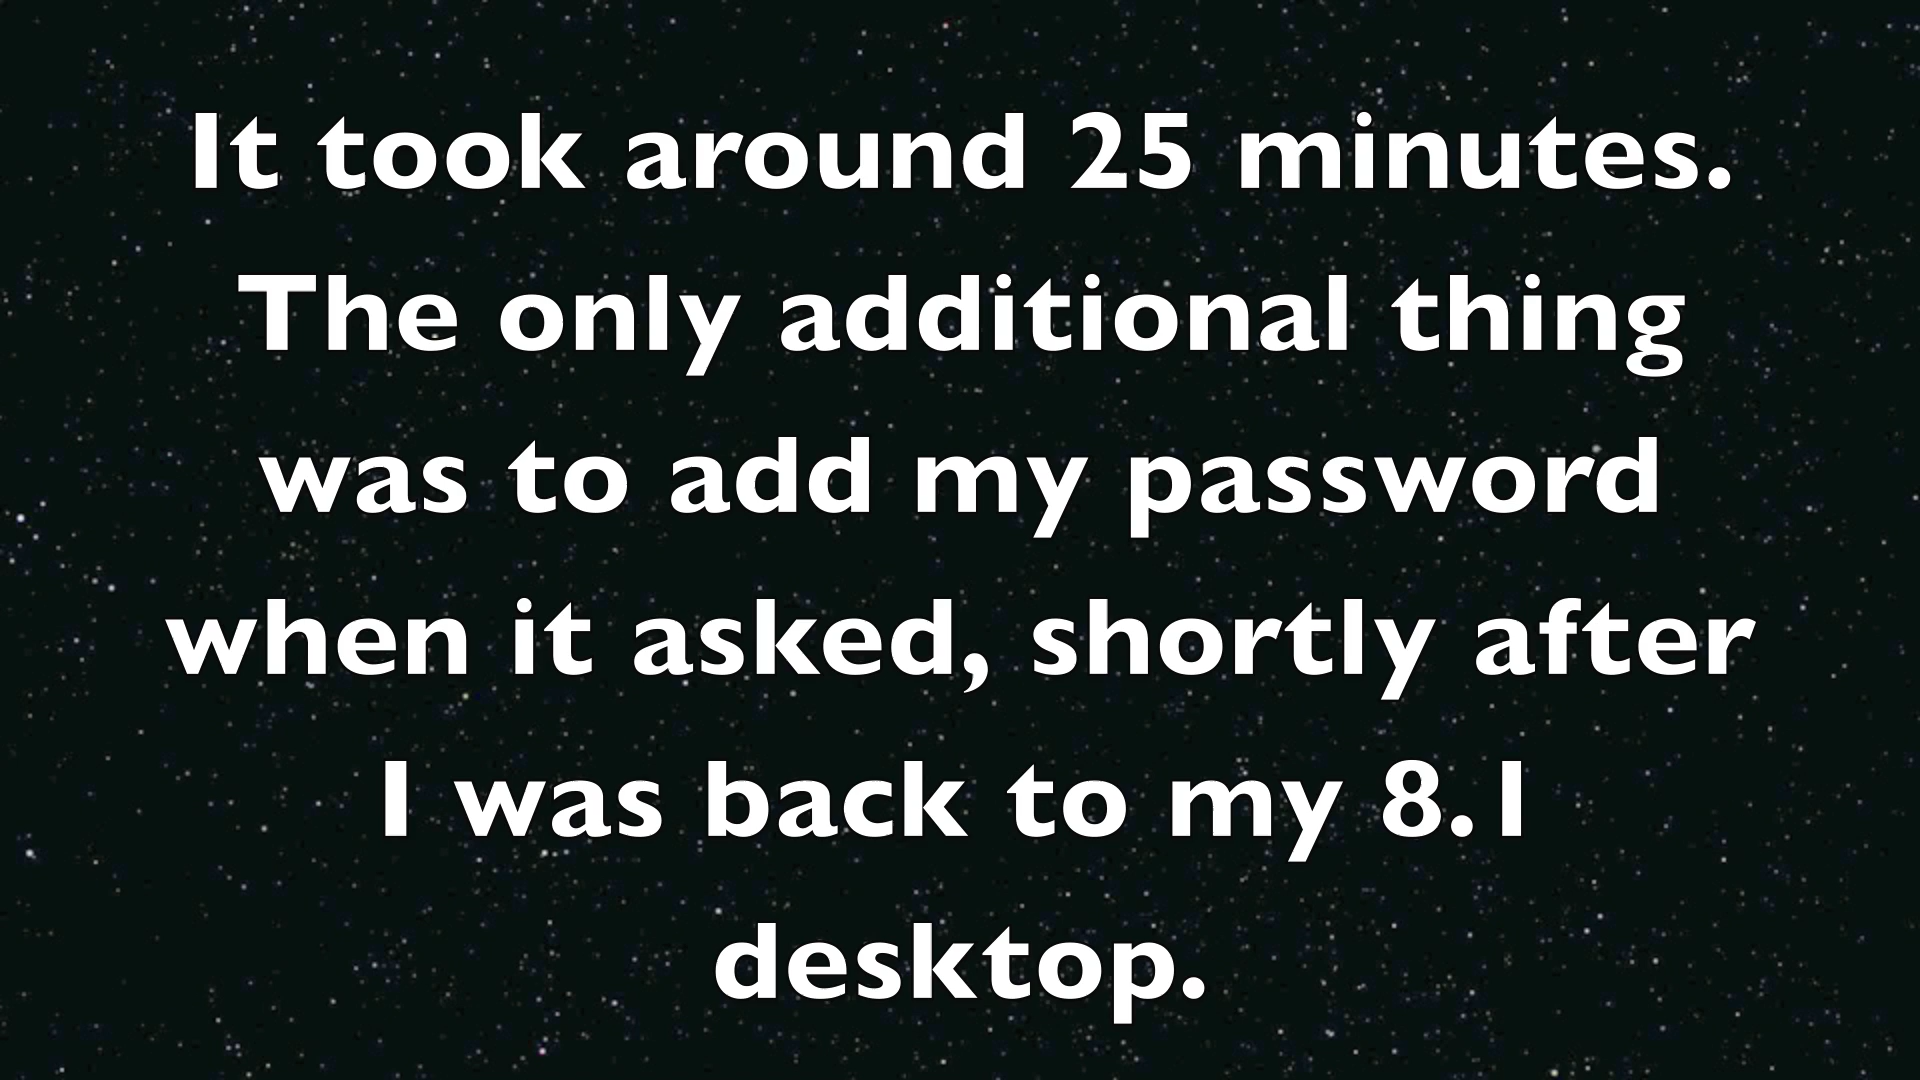 It took around 25 minutes.
The only additional thing
was to add my password
when it asked, shortly after
I was back to my 8.1
desktop.